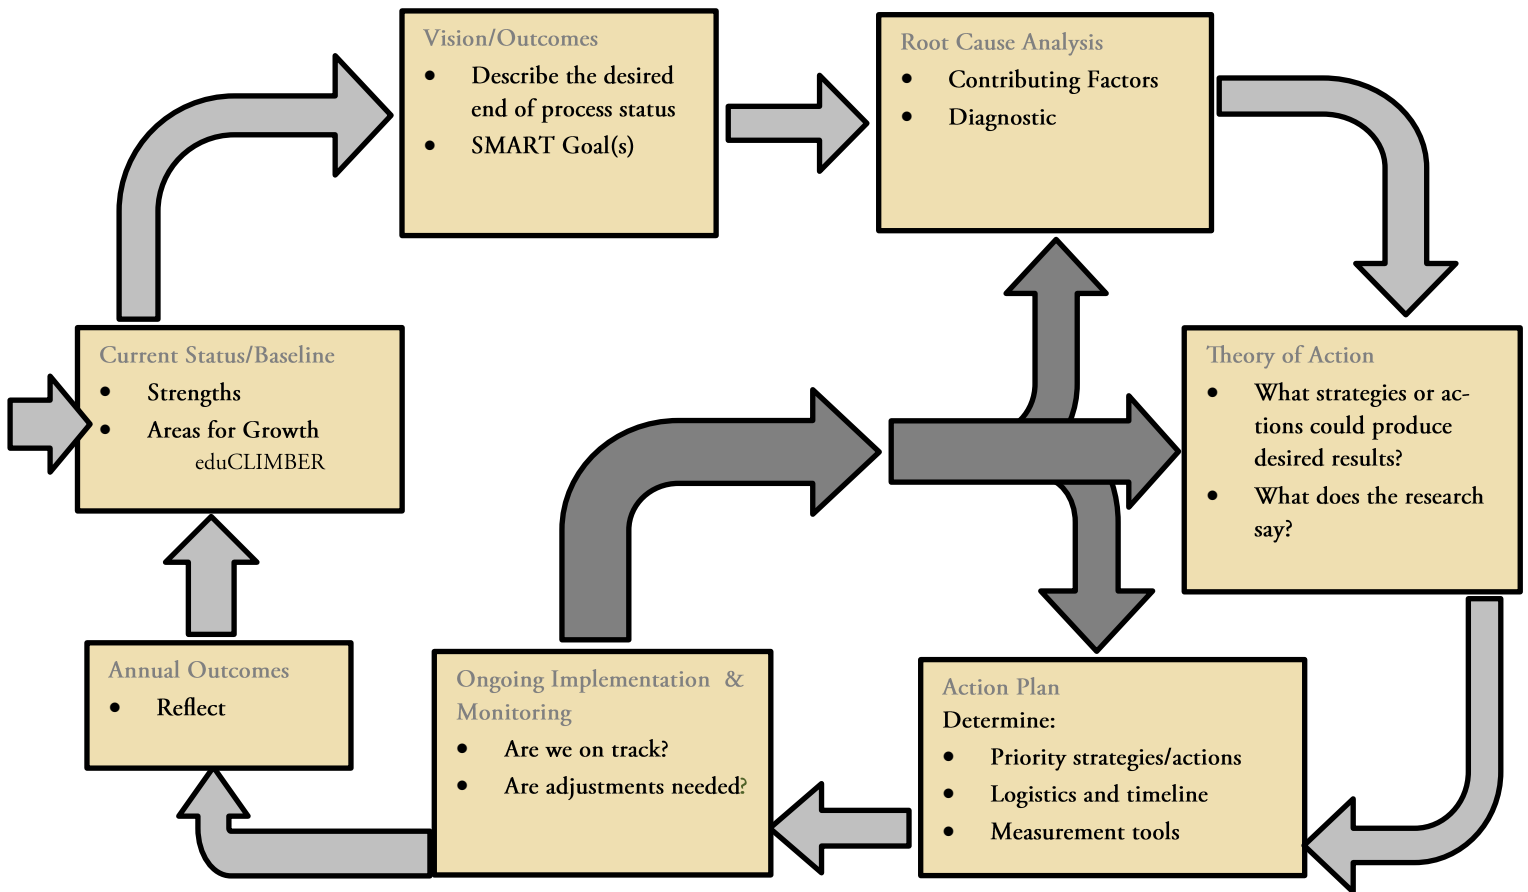 Vision/Outcomes
• Describe the desired
end of process status
• SMART Goal(s)
Root Cause Analysis
• Contributing Factors
• Diagnostic
Current Status/Baseline
• Strengths
• Areas for Growth
eduCLIMBER
Theory of Action
• What strategies or ac-
tions could produce
desired results?
• What does the research
say?
Annual Outcomes
• Reflect
Ongoing Implementation &
Monitoring
• Are we on track?
• Are adjustments needed?
Action Plan
Determine:
• Priority strategies/actions
• Logistics and timeline
• Measurement tools